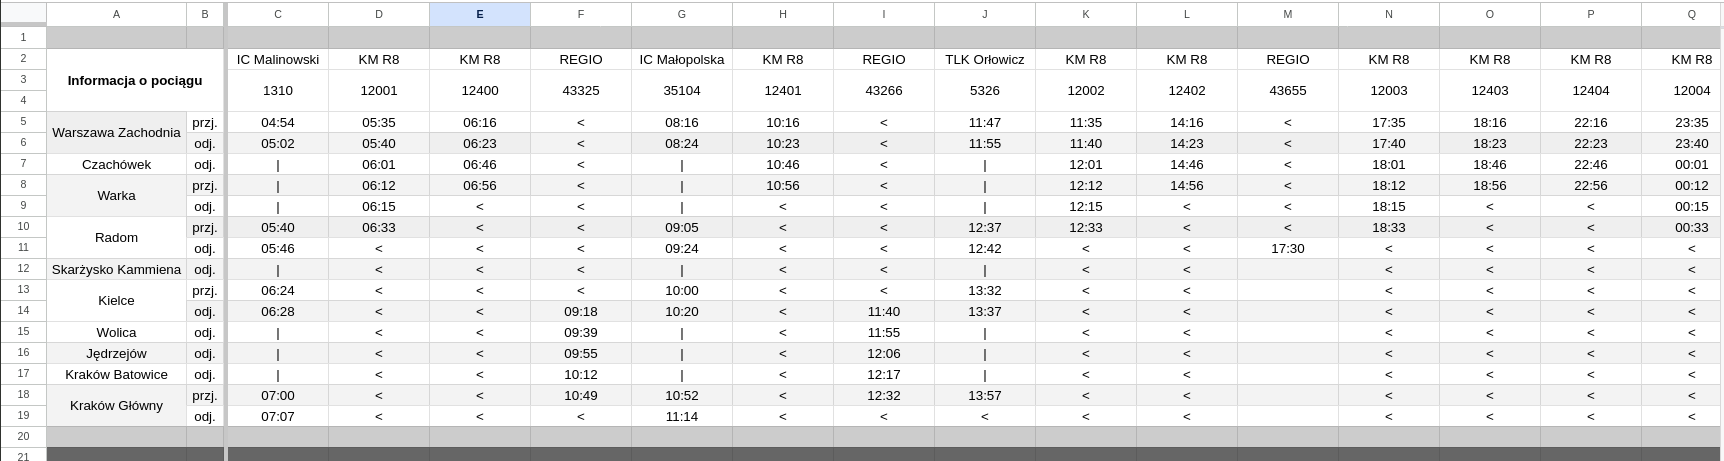 A B C D E F G H I J K L M N O P Q
1
2 IC Malinowski KM R8 KM R8 REGIO IC Małopolska KM R8 REGIO TLK Orłowicz KM R8 KM R8 REGIO KM R8 KM R8 KM R8 KM R8
3 Informacja o pociągu 1310 12001 12400 43325 35104 12401 43266 5326 12002 12402 43655 12003 12403 12404 12004
4
5 Warszawa Zachodnia przj. 04:54 05:35 06:16 < 08:16 10:16 < 11:47 11:35 14:16 < 17:35 18:16 22:16 23:35
6 odj. 05:02 05:40 06:23 < 08:24 10:23 < 11:55 11:40 14:23 < 17:40 18:23 22:23 23:40
7 Czachówek odj. | 06:01 06:46 < | 10:46 < | 12:01 14:46 < 18:01 18:46 22:46 00:01
8 Warka przj. | 06:12 06:56 < | 10:56 < | 12:12 14:56 < 18:12 18:56 22:56 00:12
9 odj. | 06:15 < < | < < | 12:15 < < 18:15 < < 00:15
10 Radom przj. 05:40 06:33 < < 09:05 < < 12:37 12:33 < < 18:33 < < 00:33
11 odj. 05:46 < < < 09:24 < < 12:42 < < 17:30 < < < <
12 Skarżysko Kammiena odj. | < < < | < < | < < < < < <
13 Kielce przj. 06:24 < < < 10:00 < < 13:32 < < < < < <
14 odj. 06:28 < < 09:18 10:20 < 11:40 13:37 < < < < < <
15 Wolica odj. | < < 09:39 | < 11:55 | < < < < < <
16 Jędrzejów odj. | < < 09:55 | < 12:06 | < < < < < <
17 Kraków Batowice odj. | < < 10:12 | < 12:17 | < < < < < <
18 Kraków Główny przj. 07:00 < < 10:49 10:52 < 12:32 13:57 < < < < < <
19 odj. 07:07 < < < 11:14 < < < < < < < < <
20
21